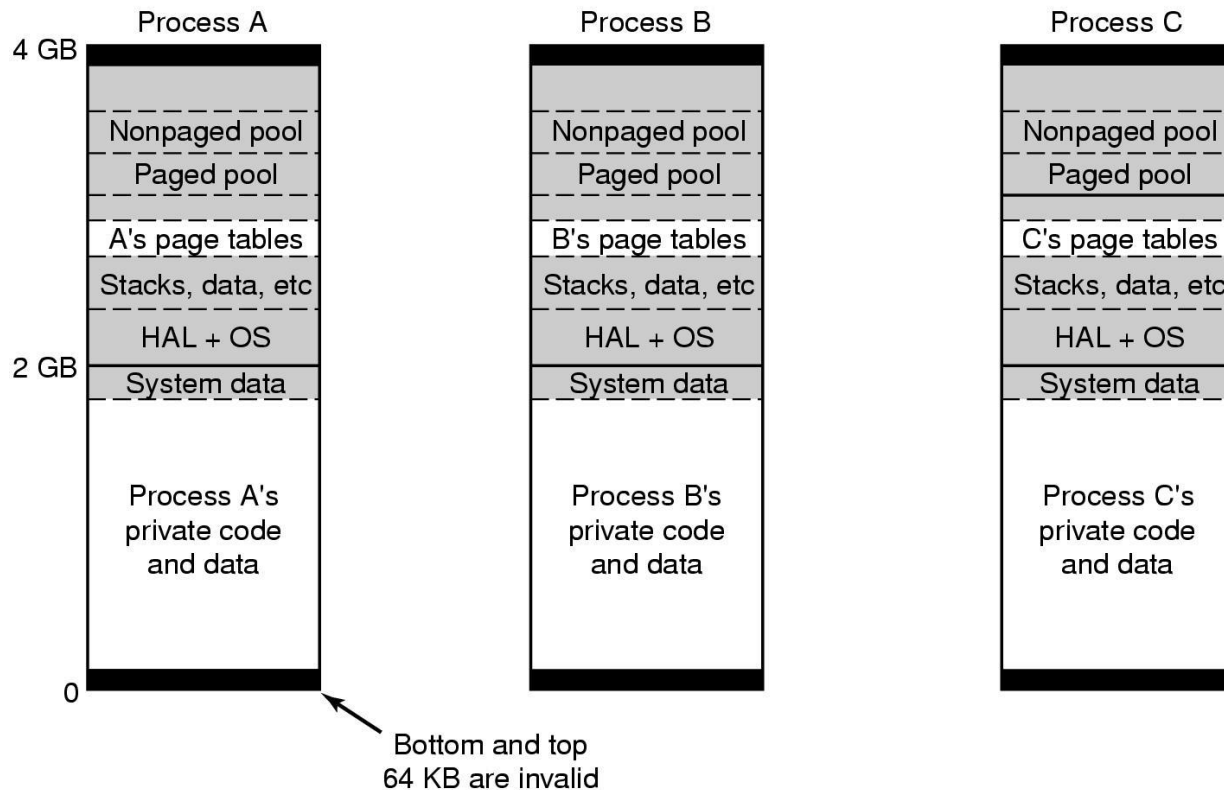 Process A
Process B
Process C
4 GB
Nonpaged pool
Nonpaged pool
Nonpaged pool
Paged pool
Paged pool
Paged pool
A's page tables
B's page tables
C's page tables
Stacks, data, etc
Stacks, data, etc
Stacks, data, etc
HAL + OS
HAL + OS
HAL + OS
2 GB
System data
System data
System data
Process A's
private code
and data
Process B's
private code
and data
Process C's
private code
and data
0
Bottom and top
64 KB are invalid